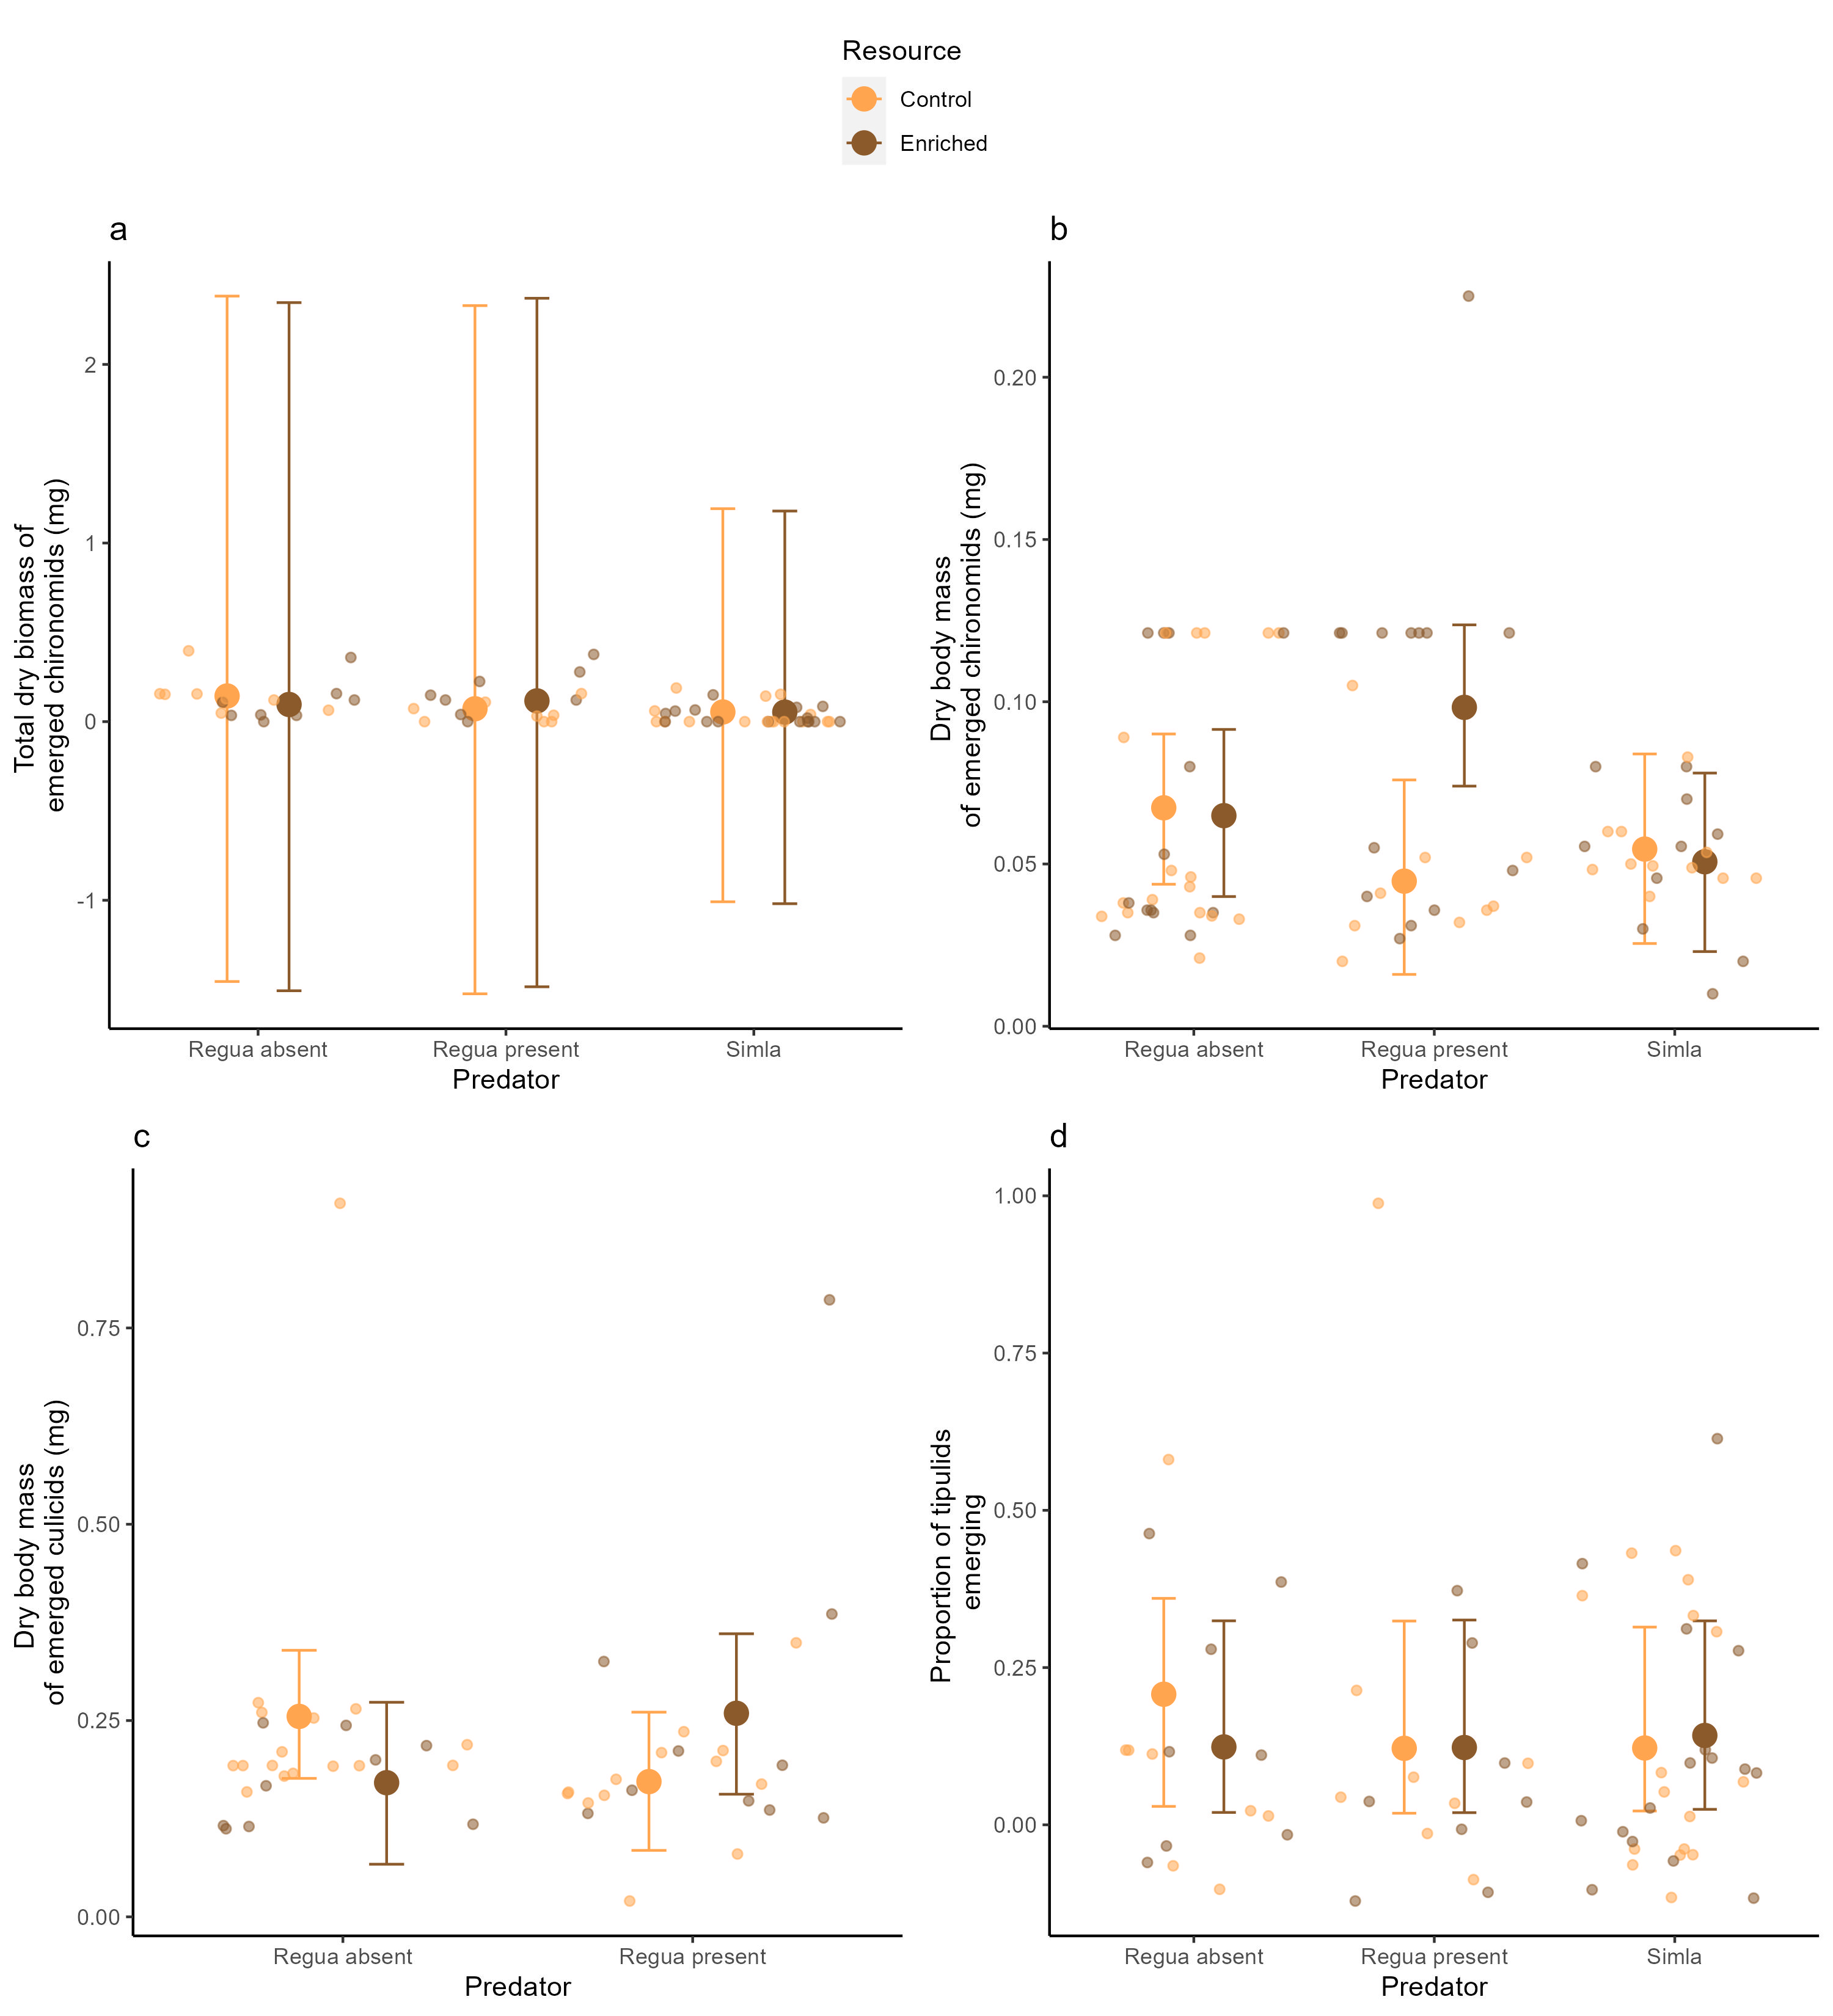 Resource
Control
Enriched
a
Total dry biomass of
emerged chironomids (mg)
2
1
0
-1
Regua absent
Regua present
Simla
Predator
b
Dry body mass
of emerged chironomids (mg)
0.20
0.15
0.10
0.05
0.00
Regua absent
Regua present
Simla
Predator
c
Dry body mass
of emerged culicids (mg)
0.75
0.50
0.25
0.00
Regua absent
Regua present
Predator
d
Proportion of tipulids
emerging
1.00
0.75
0.50
0.25
0.00
Regua absent
Regua present
Simla
Predator